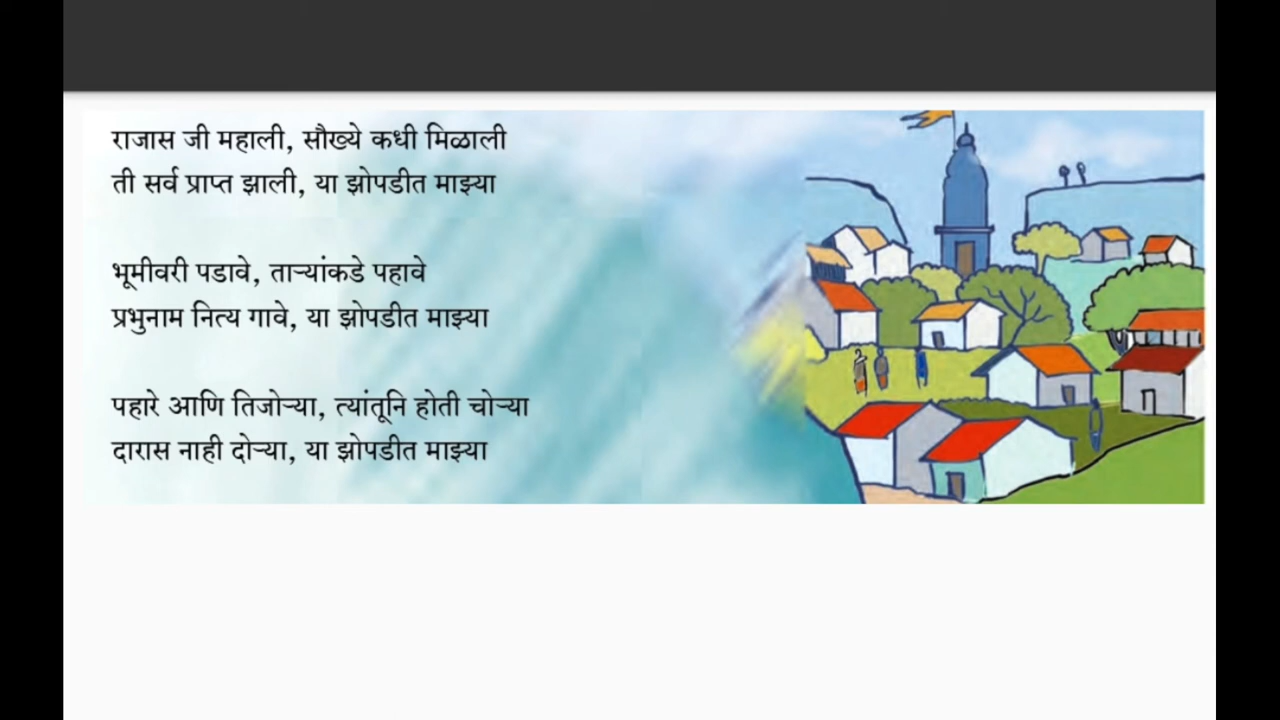 राजास जी महाली, सौख्ये कधी मिळाली
ती सर्व प्राप्त झाली, या झोपडीत माझ्या
भूमीवरी पडावे, ताऱ्यांकडे पहावे
प्रभुनाम नित्य गावे, या झोपडीत माझ्या
पहारे आणि तिजोऱ्या, त्यांतूनि होती चोऱ्या
दारास नाही दोऱ्या, या झोपडीत माझ्या